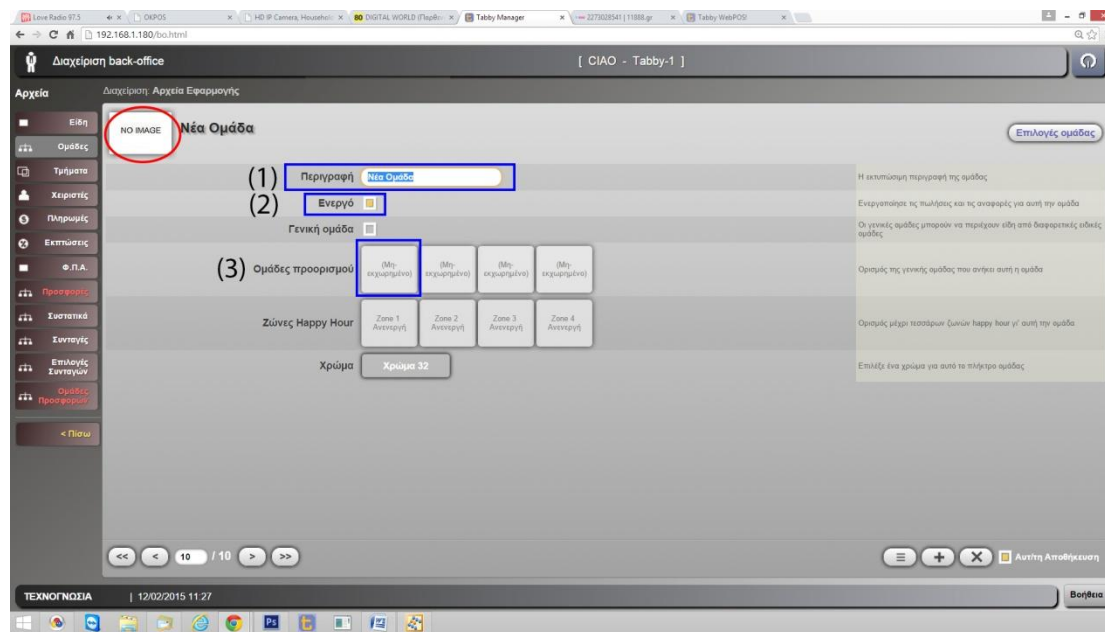 Love Radio 97.5
OKPOS
HD IP Camera, Household
DIGITAL WORLD
Tabby Manager
2273028541 | 11888.gr
Tabby WebPOS!
192.168.1.180/bo.html
Διαχείριση back-office
[ CIAO - Tabby-1 ]
Αρχεία
Διαχείριση: Αρχεία Εφαρμογής
Είδη
Ομάδες
Τμήματα
Χειριστές
Πληρωμές
Εκπτώσεις
Φ.Π.Α.
Προσφορές
Συστατικά
Συνταγές
Επιλογές
Συνταγών
Ομάδες
Προσφορών
< Πίσω
NO IMAGE
Νέα Ομάδα
Επιλογές ομάδας
(1) Περιγραφή Νέα Ομάδα
Η εκτυπώσιμη περιγραφή της ομάδας
(2) Ενεργό
Ενεργοποίησε τις πωλήσεις και τις αναφορές για αυτή την ομάδα
Γενική ομάδα
Οι γενικές ομάδες μπορούν να περιέχουν είδη από διαφορετικές ειδικές
ομάδες
(3) Ομάδες προορισμού
(Μη-
εκχωρημένο)
(Μη-
εκχωρημένο)
(Μη-
εκχωρημένο)
(Μη-
εκχωρημένο)
Ορισμός της γενικής ομάδας που ανήκει αυτή η ομάδα
Ζώνες Happy Hour
Zone 1
Ανενεργή
Zone 2
Ανενεργή
Zone 3
Ανενεργή
Zone 4
Ανενεργή
Ορισμός μέχρι τεσσάρων ζωνών happy hour γι' αυτή την ομάδα
Χρώμα Χρώμα 32
Επιλέξε ένα χρώμα για αυτό το πλήκτρο ομάδας
<< < 10 / 10 > >>
Αυτ/τη Αποθήκευση
ΤΕΧΝΟΓΝΩΣΙΑ | 12/02/2015 11:27
Βοήθεια
Ps